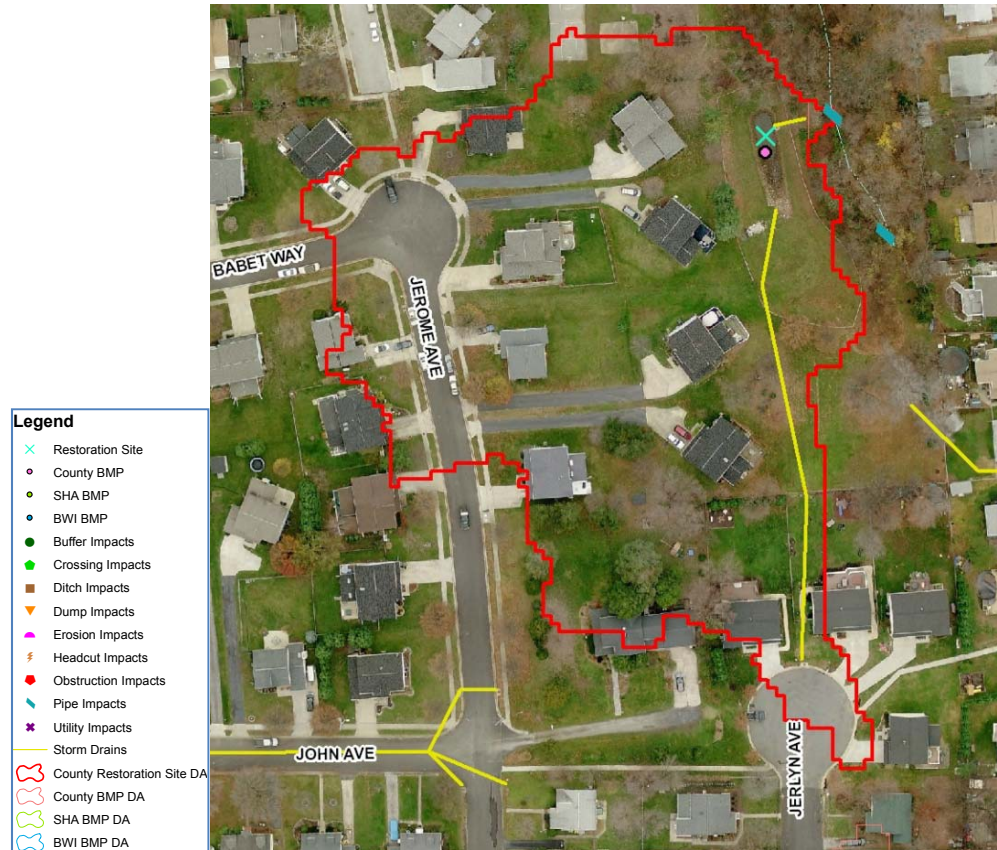 BABET WAY
JEROME AVE
Legend
Restoration Site
County BMP
SHA BMP
BWI BMP
Buffer Impacts
Crossing Impacts
Ditch Impacts
Dump Impacts
Erosion Impacts
Headcut Impacts
Obstruction Impacts
Pipe Impacts
Utility Impacts
Storm Drains
County Restoration Site DA
County BMP DA
SHA BMP DA
BWI BMP DA
JOHN AVE
JERLYN AVE